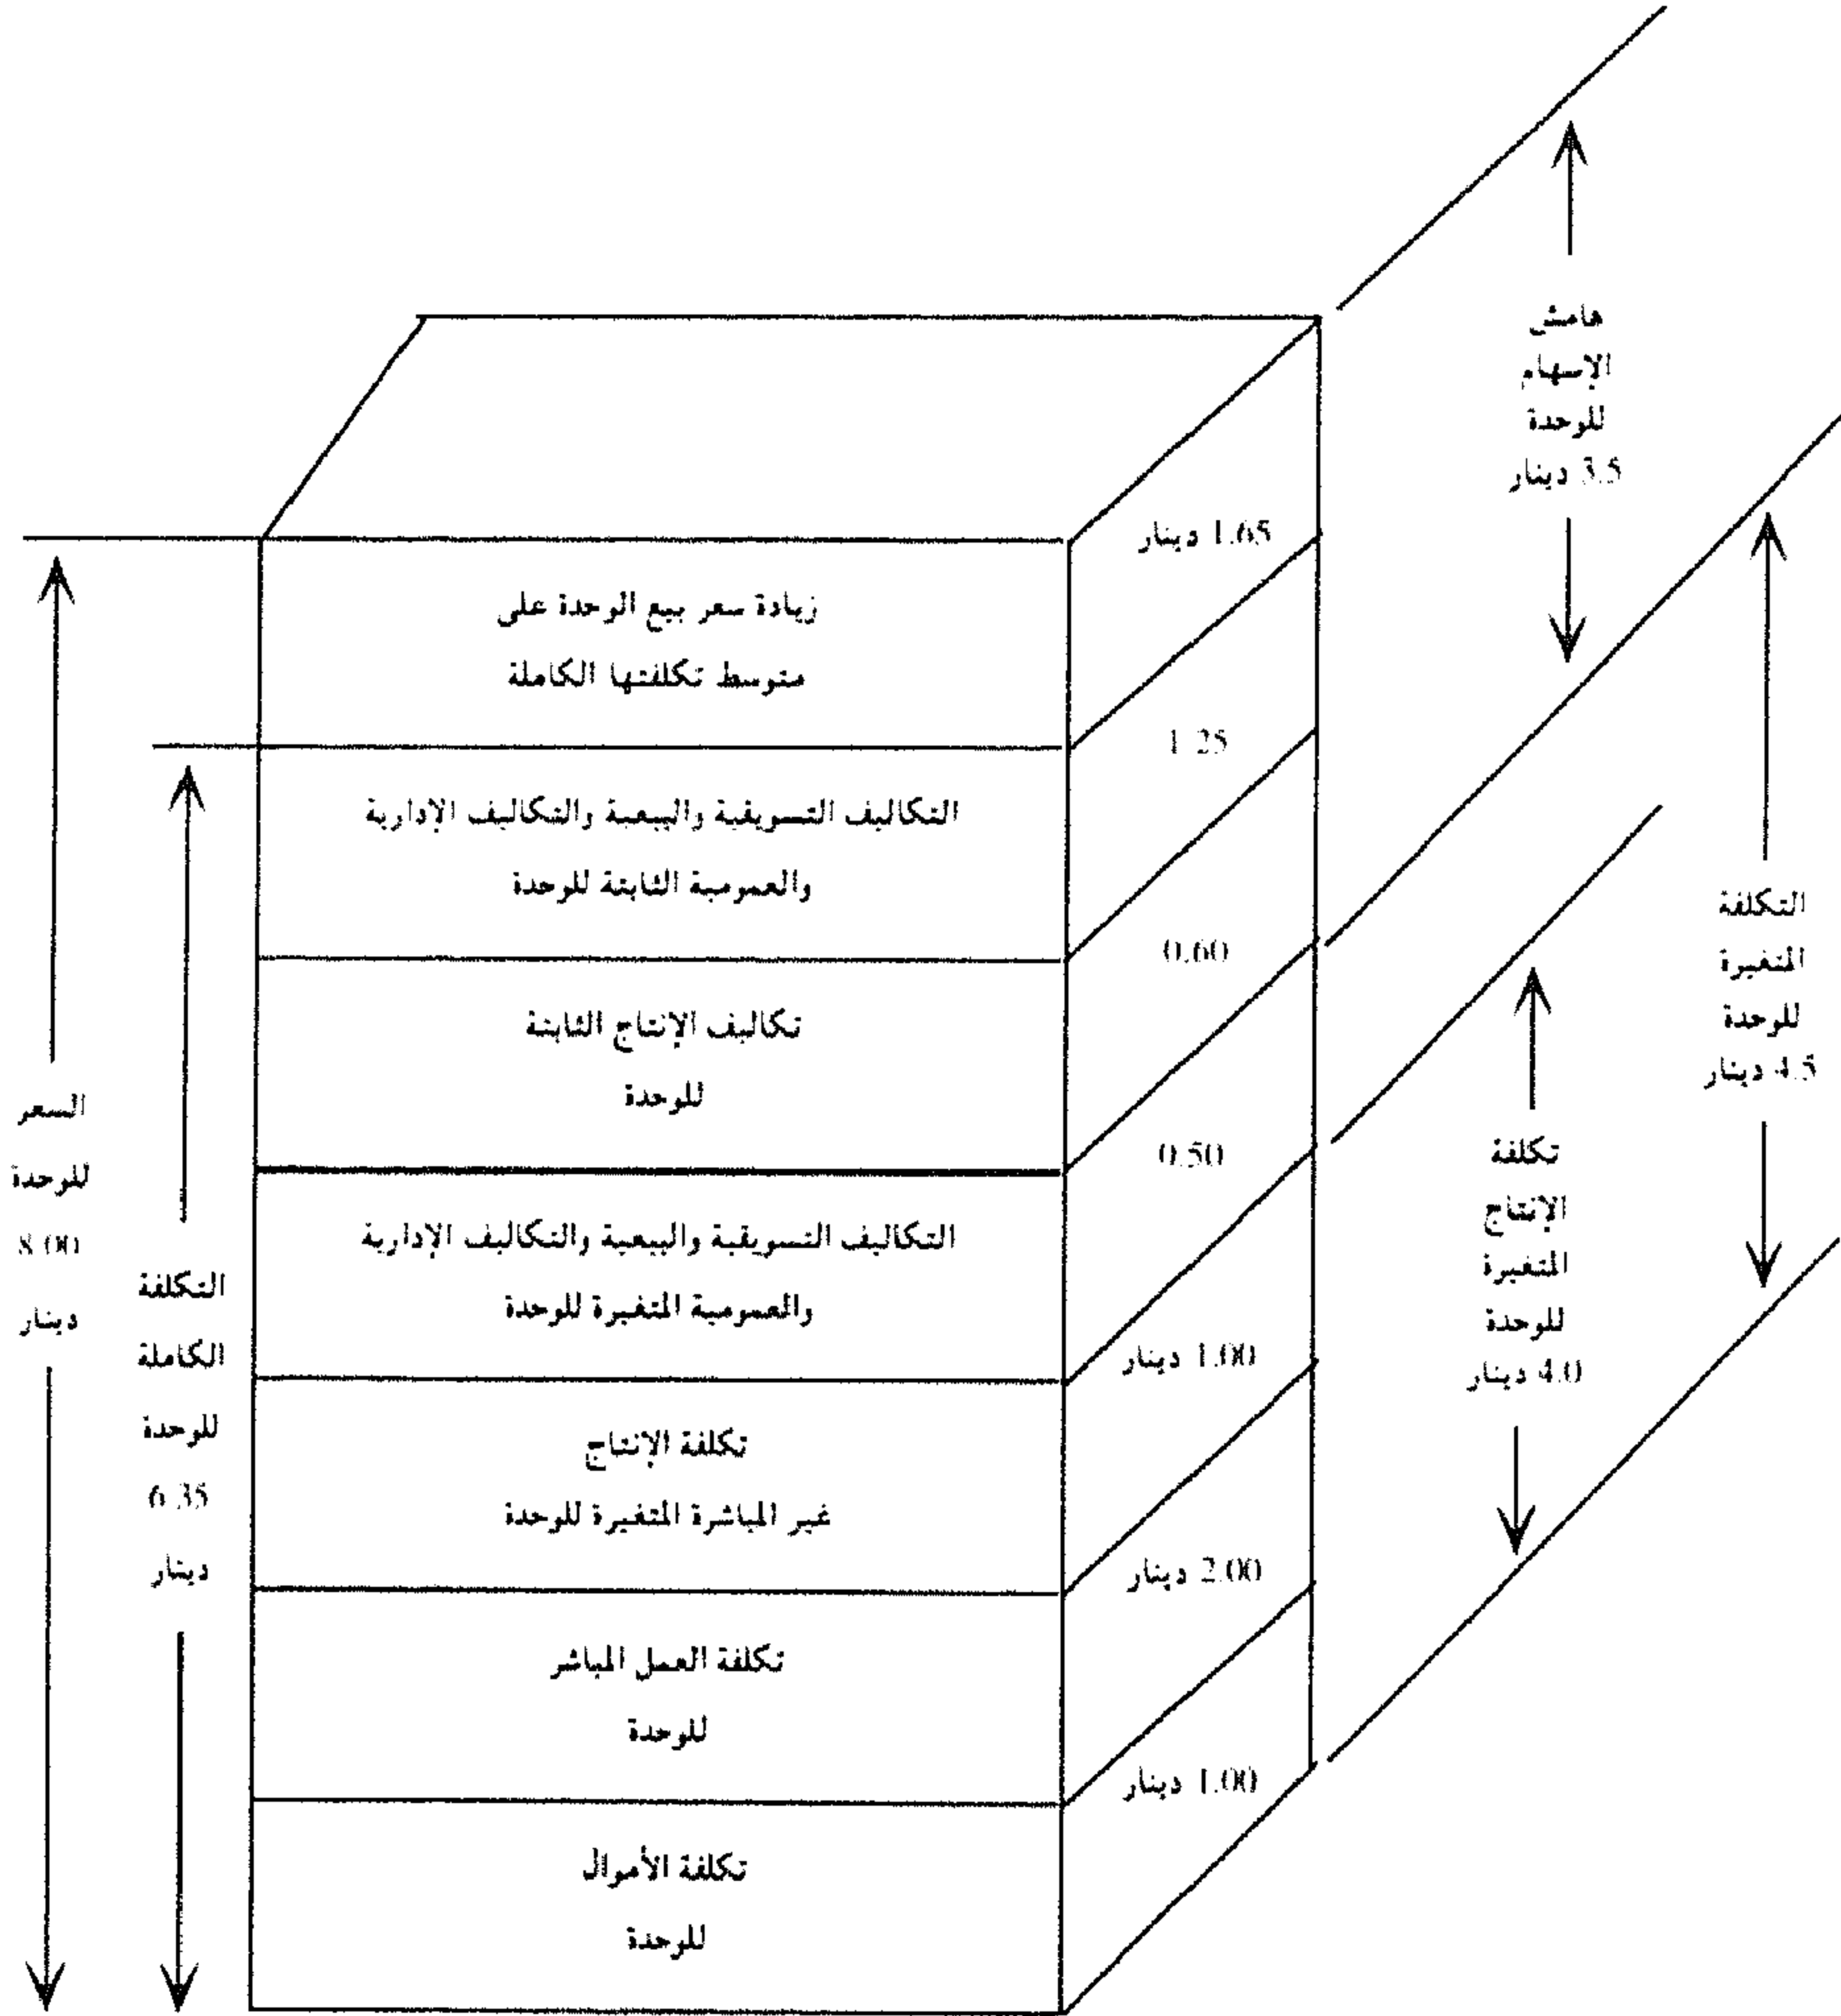 زيادة سعر بيع الوحدة على
متوسط تكلفتها الكاملة
1.65 دينار
التكاليف التسويقية والبيعية والتكاليف الإدارية
والعمومية الثابتة للوحدة
1.25
تكاليف الإنتاج الثابتة
للوحدة
0.60
التكاليف التسويقية والبيعية والتكاليف الإدارية
والعمومية المتغيرة للوحدة
0.50
تكلفة الإنتاج
غير المباشرة المتغيرة للوحدة
1.00 دينار
تكلفة العمل المباشر
للوحدة
2.00 دينار
تكلفة الأموال
للوحدة
1.00 دينار
هامش
الإسهام
للوحدة
3.5 دينار
التكلفة
المتغيرة
للوحدة
4.5 دينار
تكلفة
الإنتاج
المتغيرة
للوحدة
4.0 دينار
التكلفة
الكاملة
للوحدة
6.35
دينار
السعر
للوحدة
8.00
دينار